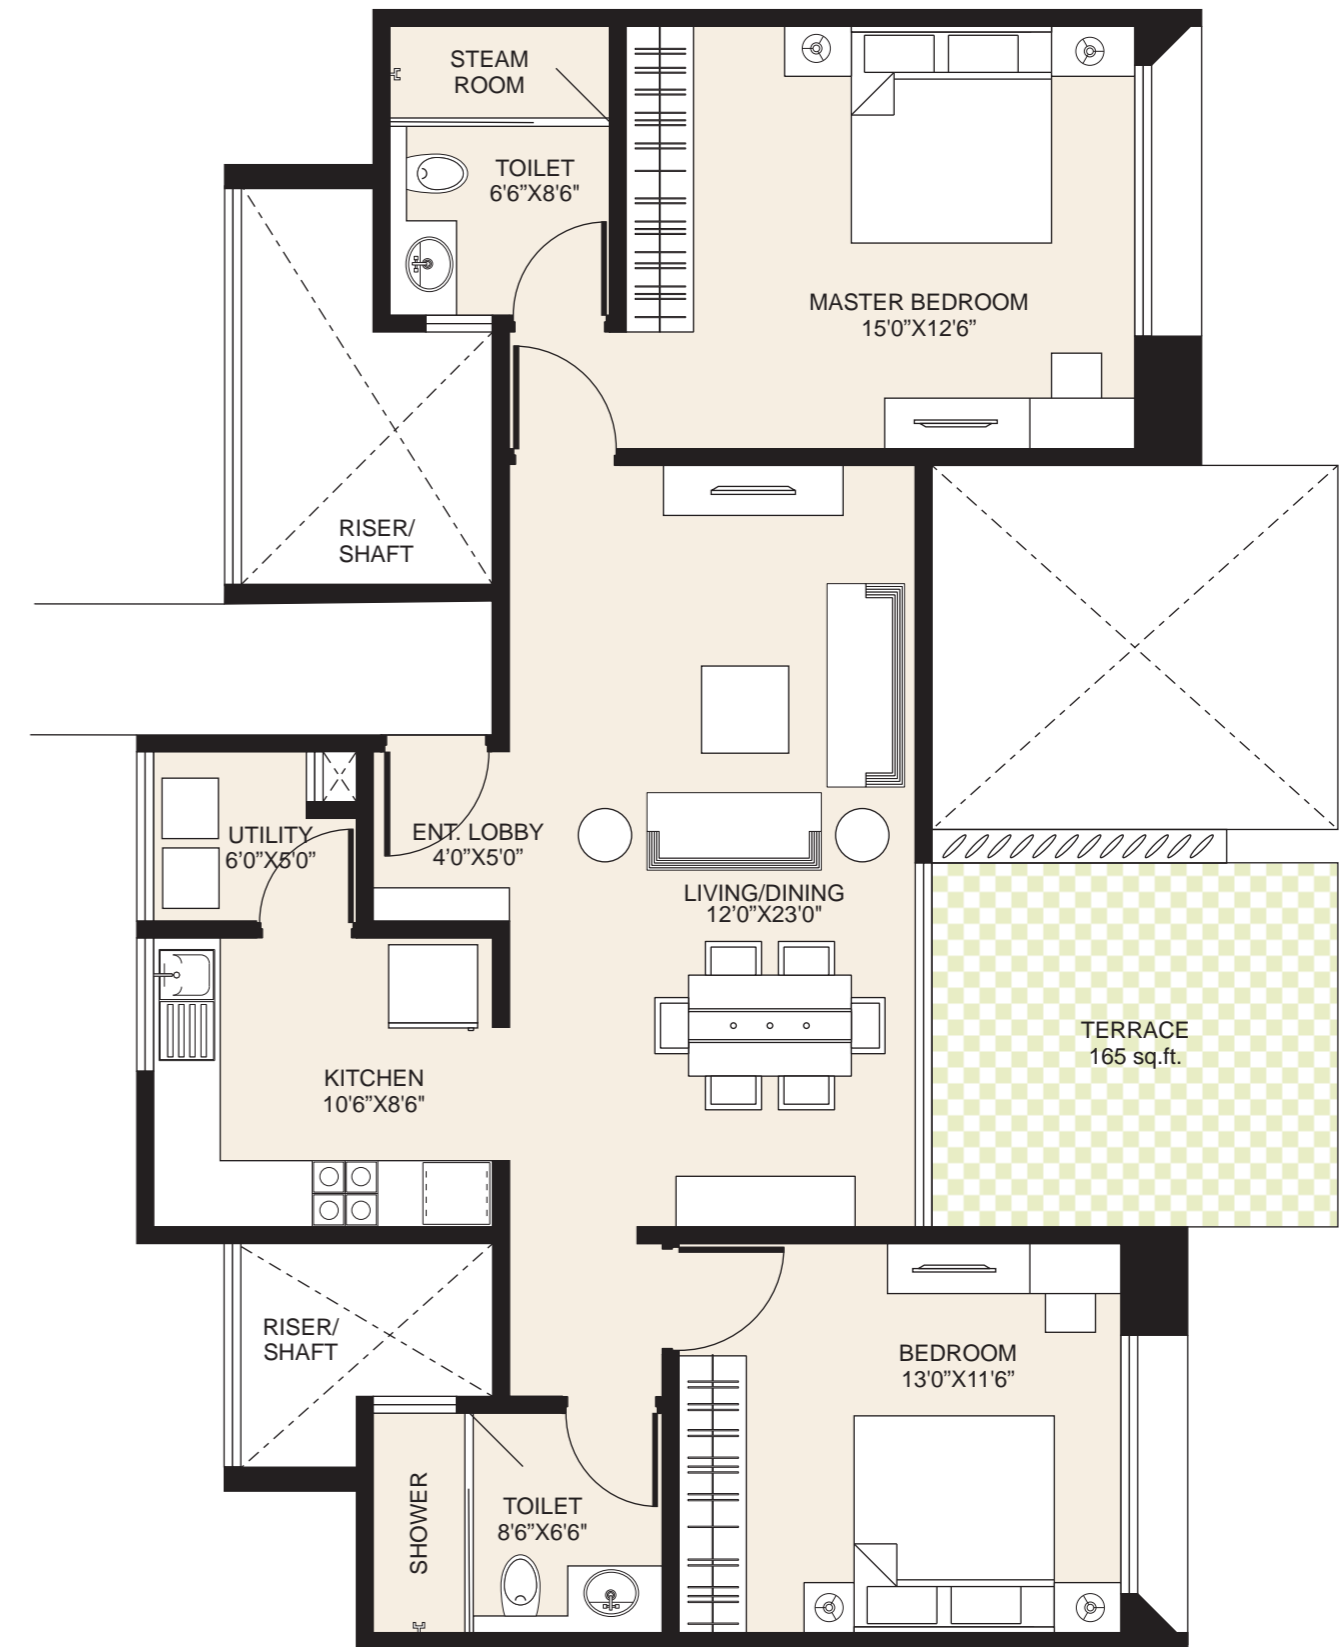 STEAM
ROOM
TOILET
6'6”X8'6"
MASTER BEDROOM
15'0”X12'6”
RISER/
SHAFT
UTILITY
6'0”X5'0”
ENT. LOBBY
4'0”X5'0”
LIVING/DINING
12’0”X23'0"
KITCHEN
10'6”X8'6"
TERRACE
165 sq.ft.
RISER/
SHAFT
BEDROOM
13'0”X11'6”
SHOWER
TOILET
8'6”X6'6"